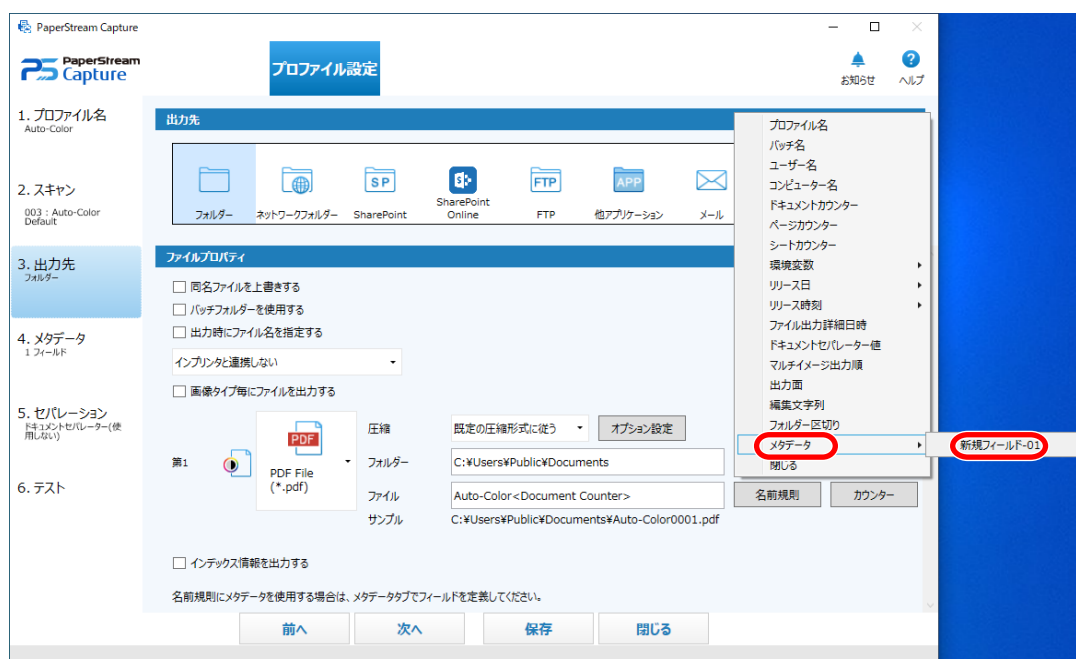 PaperStream Capture
PaperStream
Capture
プロファイル設定
お知らせ
ヘルプ
1. プロファイル名
Auto-Color
2. スキャン
003 : Auto-Color
Default
3. 出力先
フォルダー
4. メタデータ
1 フィールド
5. セパレーション
ドキュメントセパレーター(使
用しない)
6. テスト
出力先
フォルダー
ネットワークフォルダー
SP
SharePoint
SharePoint
Online
FTP
FTP
APP
他アプリケーション
メール
ファイルプロパティ
同名ファイルを上書きする
バッチフォルダーを使用する
出力時にファイル名を指定する
インプリンタと連携しない
画像タイプ毎にファイルを出力する
第1
PDF
PDF File
(*.pdf)
圧縮
既定の圧縮形式に従う
オプション設定
フォルダー
C:¥Users¥Public¥Documents
ファイル
Auto-Color<Document Counter>
名前規則
カウンター
サンプル
C:¥Users¥Public¥Documents¥Auto-Color0001.pdf
インデックス情報を出力する
名前規則にメタデータを使用する場合は、メタデータタブでフィールドを定義してください。
前へ
次へ
保存
閉じる
プロファイル名
バッチ名
ユーザー名
コンピューター名
ドキュメントカウンター
ページカウンター
シートカウンター
環境変数
リリース日
リリース時刻
ファイル出力詳細日時
ドキュメントセパレーター値
マルチイメージ出力順
出力面
編集文字列
フォルダー区切り
メタデータ
新規フィールド-01
閉じる